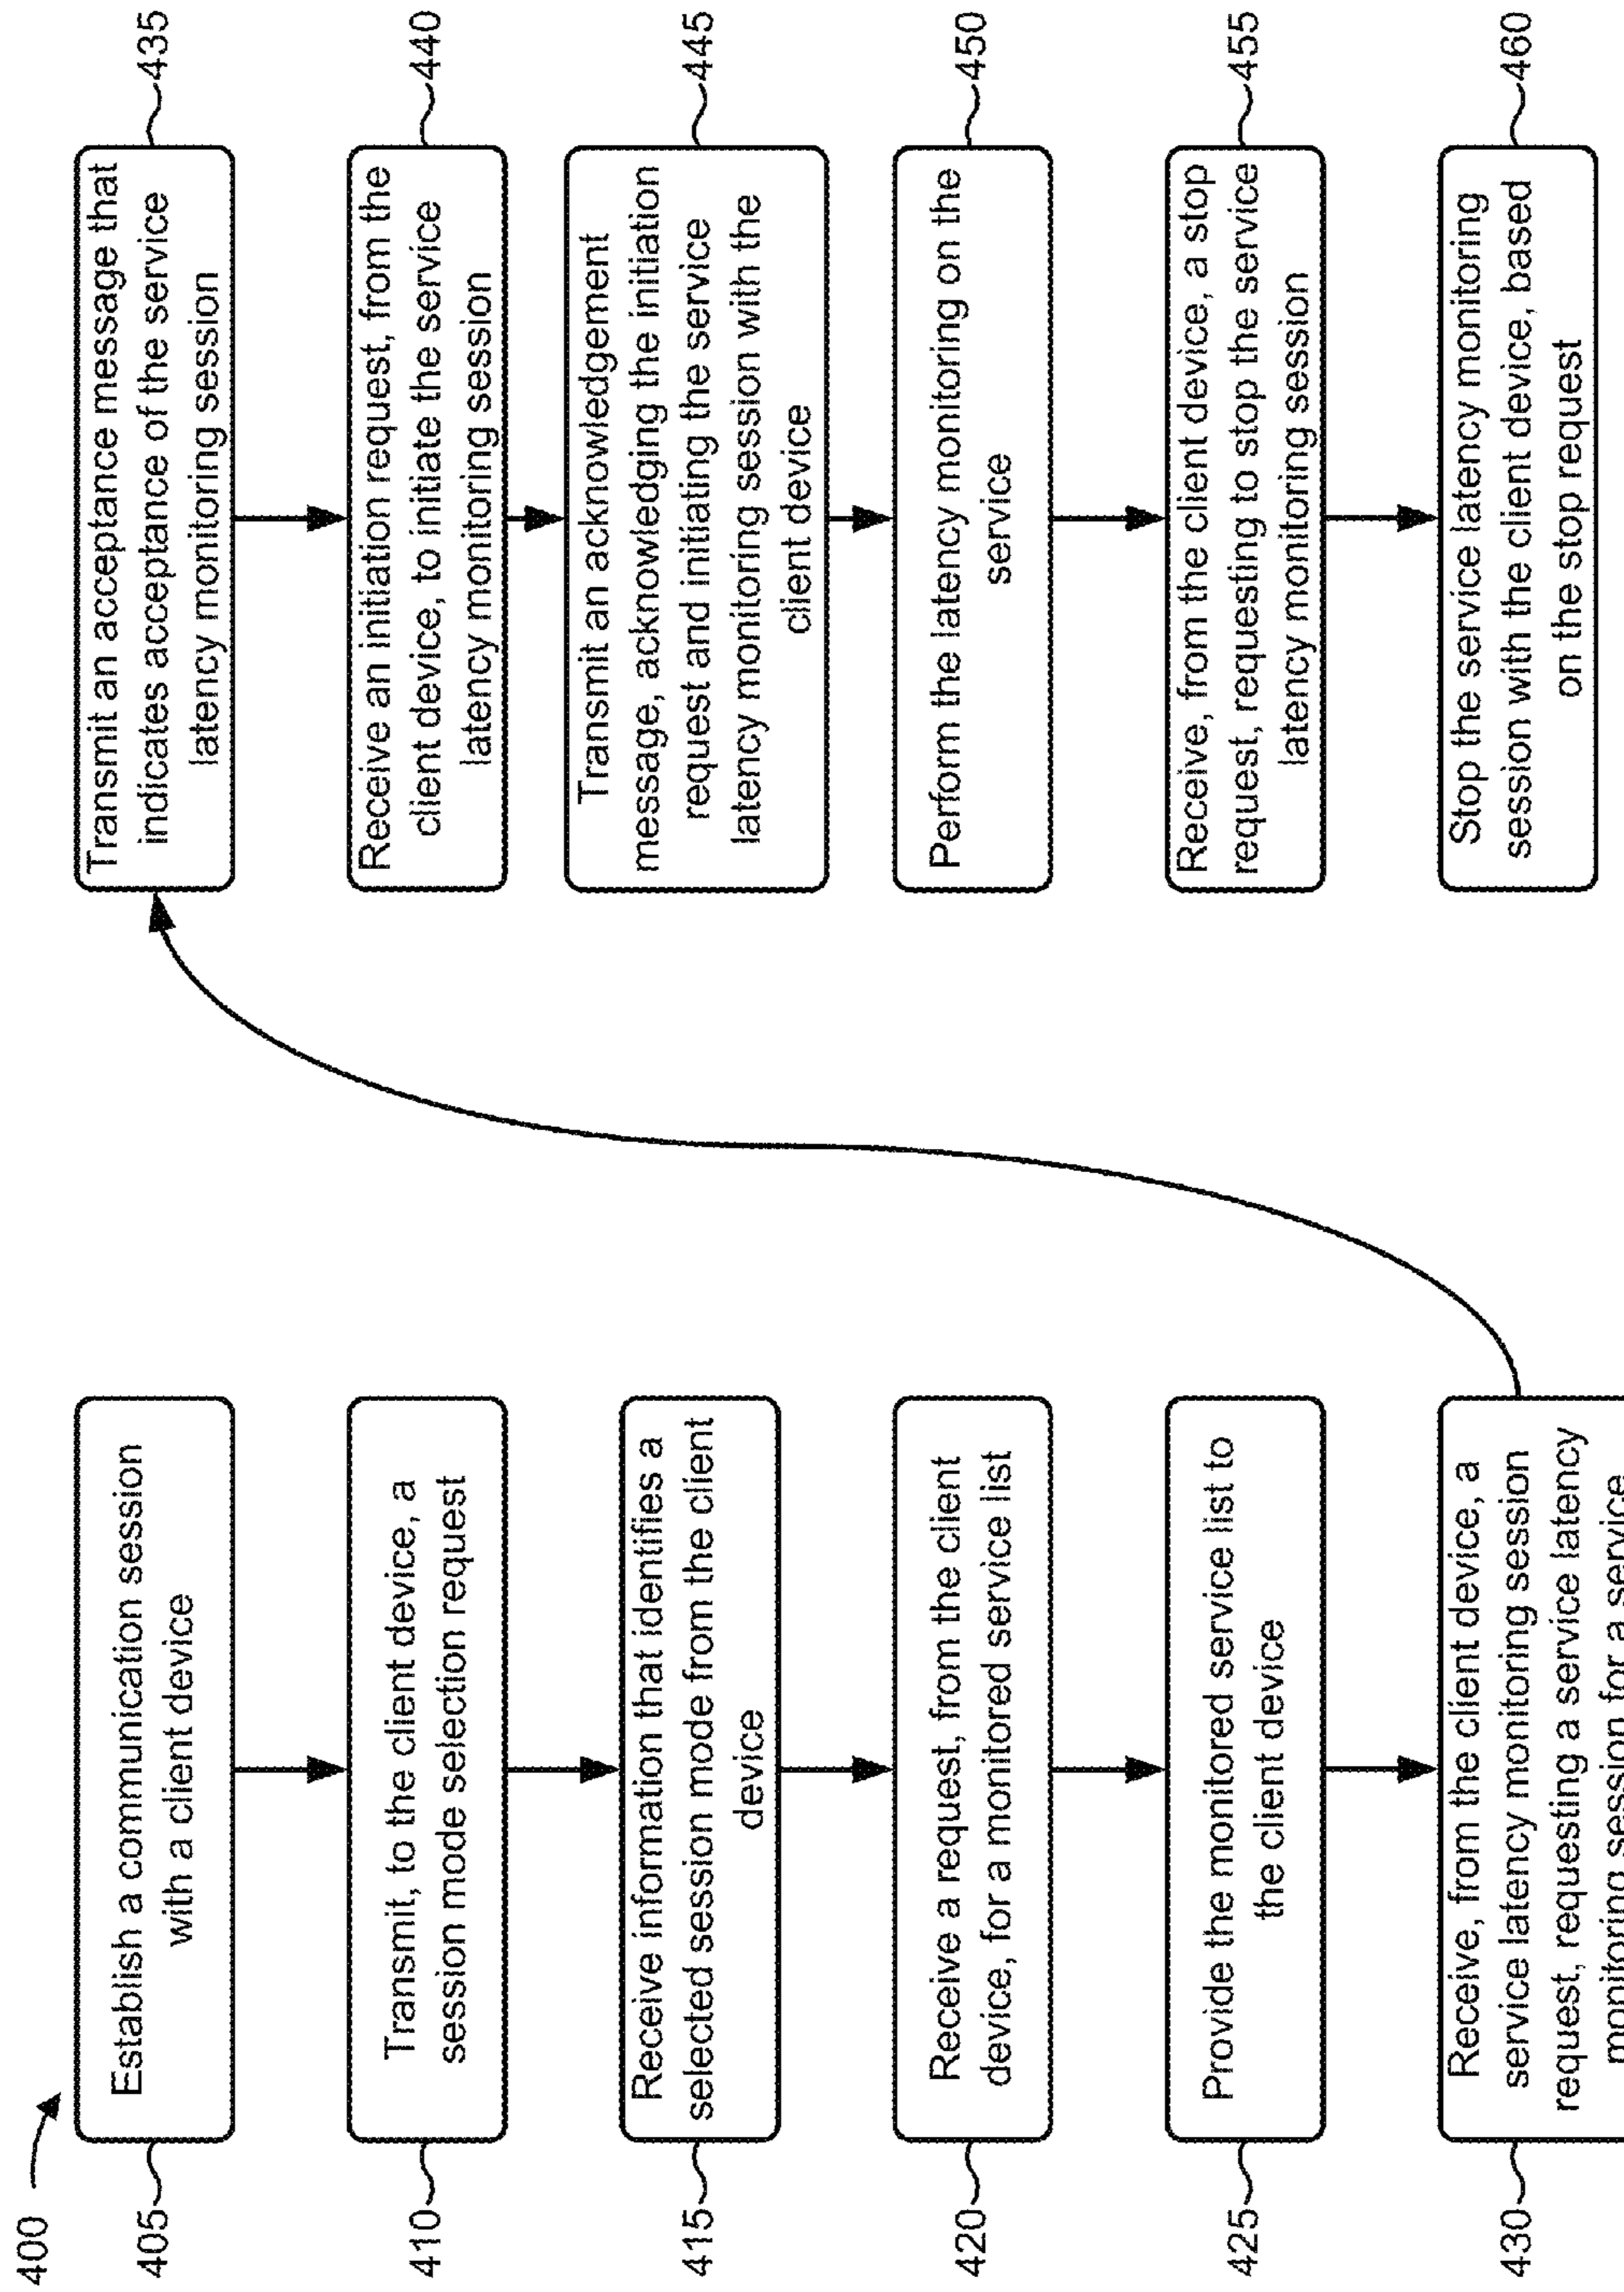 400
405
Establish a communication session
with a client device
410
Transmit, to the client device, a
session mode selection request
415
Receive information that identifies a
selected session mode from the client
device
420
Receive a request, from the client
device, for a monitored service list
425
Provide the monitored service list to
the client device
430
Receive, from the client device, a
service latency monitoring session
request, requesting a service latency
monitoring session for a service
Transmit an acceptance message that
indicates acceptance of the service
latency monitoring session
435
Receive an initiation request, from the
client device, to initiate the service
latency monitoring session
440
Transmit an acknowledgement
message, acknowledging the initiation
request and initiating the service
latency monitoring session with the
client device
445
Perform the latency monitoring on the
service
450
Receive, from the client device, a stop
request, requesting to stop the service
latency monitoring session
455
Stop the service latency monitoring
session with the client device, based
on the stop request
460